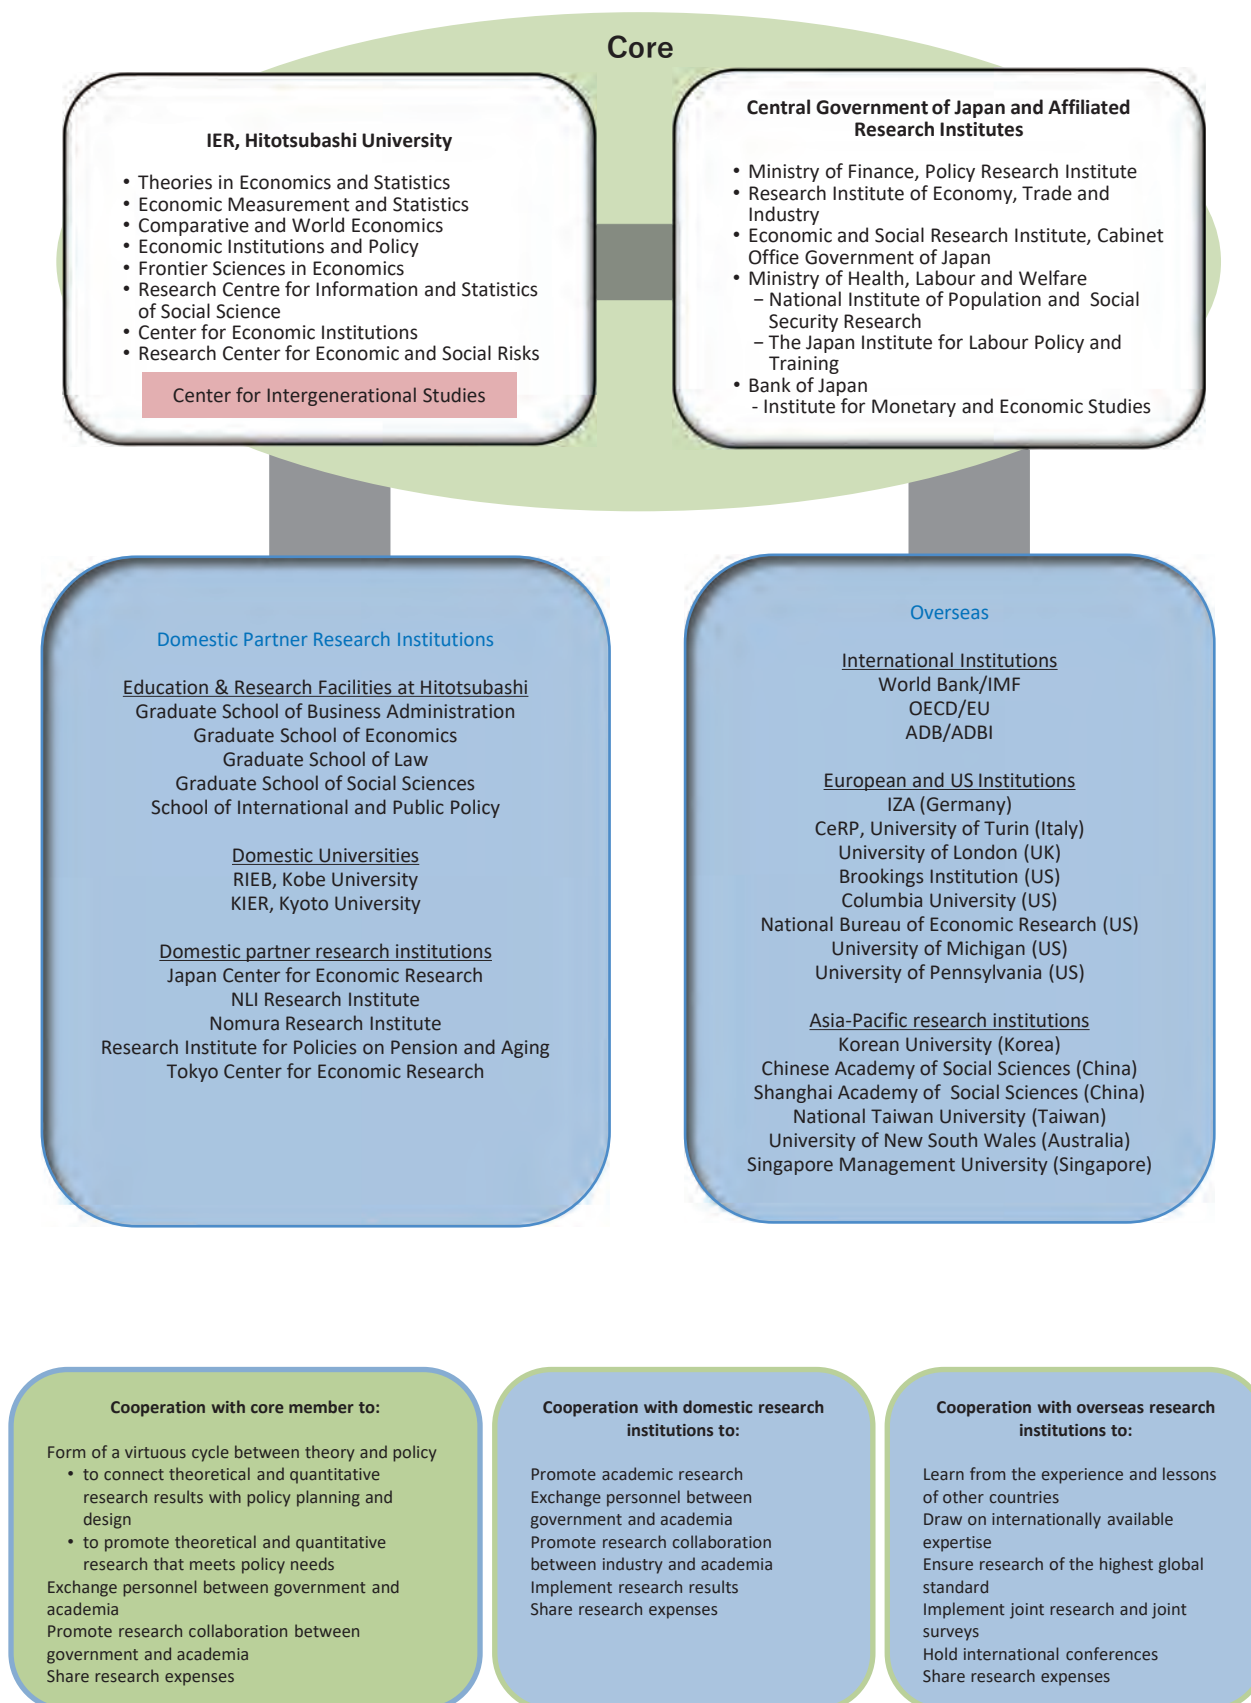 Core
IER, Hitotsubashi University
• Theories in Economics and Statistics
• Economic Measurement and Statistics
• Comparative and World Economics
• Economic Institutions and Policy
• Frontier Sciences in Economics
• Research Centre for Information and Statistics
of Social Science
• Center for Economic Institutions
• Research Center for Economic and Social Risks
Center for Intergenerational Studies
Central Government of Japan and Affiliated
Research Institutes
• Ministry of Finance, Policy Research Institute
• Research Institute of Economy, Trade and
Industry
• Economic and Social Research Institute, Cabinet
Office Government of Japan
• Ministry of Health, Labour and Welfare
– National Institute of Population and Social
Security Research
– The Japan Institute for Labour Policy and
Training
• Bank of Japan
- Institute for Monetary and Economic Studies
Domestic Partner Research Institutions
Education & Research Facilities at Hitotsubashi
Graduate School of Business Administration
Graduate School of Economics
Graduate School of Law
Graduate School of Social Sciences
School of International and Public Policy
Domestic Universities
RIEB, Kobe University
KIER, Kyoto University
Domestic partner research institutions
Japan Center for Economic Research
NLI Research Institute
Nomura Research Institute
Research Institute for Policies on Pension and Aging
Tokyo Center for Economic Research
Overseas
International Institutions
World Bank/IMF
OECD/EU
ADB/ADBI
European and US Institutions
IZA (Germany)
CeRP, University of Turin (Italy)
University of London (UK)
Brookings Institution (US)
Columbia University (US)
National Bureau of Economic Research (US)
University of Michigan (US)
University of Pennsylvania (US)
Asia-Pacific research institutions
Korean University (Korea)
Chinese Academy of Social Sciences (China)
Shanghai Academy of Social Sciences (China)
National Taiwan University (Taiwan)
University of New South Wales (Australia)
Singapore Management University (Singapore)
Cooperation with core member to:
Form of a virtuous cycle between theory and policy
• to connect theoretical and quantitative
research results with policy planning and
design
• to promote theoretical and quantitative
research that meets policy needs
Exchange personnel between government and
academia
Promote research collaboration between
government and academia
Share research expenses
Cooperation with domestic research
institutions to:
Promote academic research
Exchange personnel between
government and academia
Promote research collaboration
between industry and academia
Implement research results
Share research expenses
Cooperation with overseas research
institutions to:
Learn from the experience and lessons
of other countries
Draw on internationally available
expertise
Ensure research of the highest global
standard
Implement joint research and joint
surveys
Hold international conferences
Share research expenses